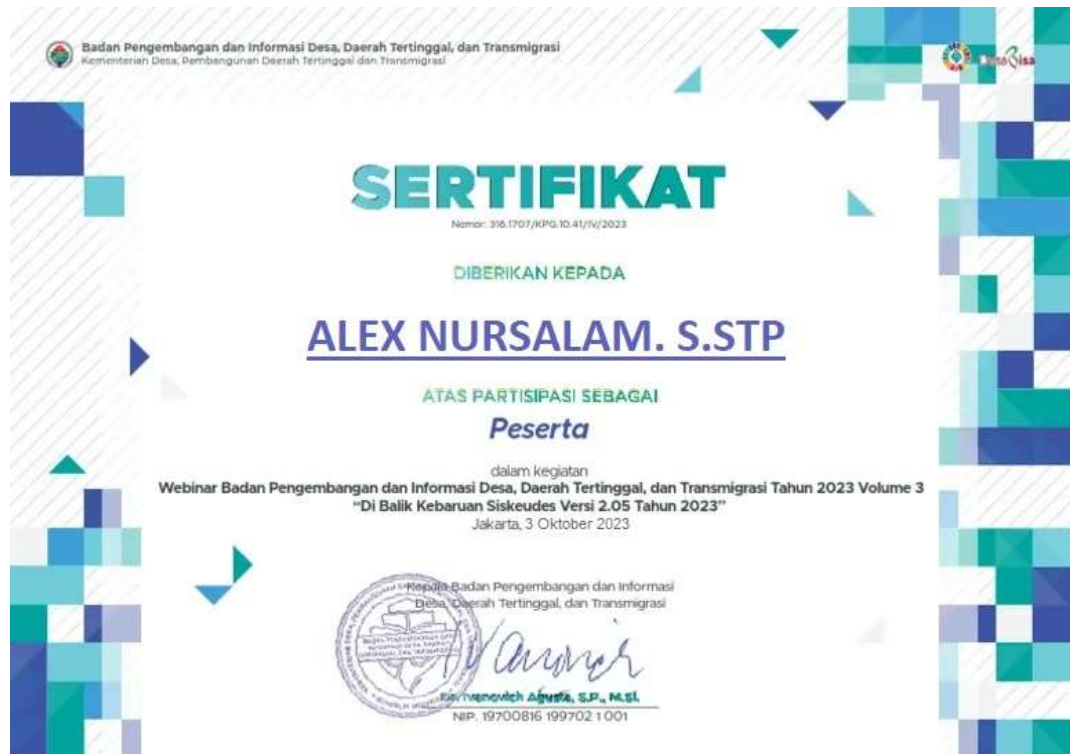 Badan Pengembangan dan Informasi Desa, Daerah Tertinggal, dan Transmigrasi
Kementerian Desa, Pembangunan Daerah Tertinggal dan Transmigrasi
SERTIFIKAT
Nomor: 316.1707/KPG.10.41/IV/2023
DIBERIKAN KEPADA
ALEX NURSALAM. S.STP
ATAS PARTISIPASI SEBAGAI
Peserta
dalam kegiatan
Webinar Badan Pengembangan dan Informasi Desa, Daerah Tertinggal, dan Transmigrasi Tahun 2023 Volume 3
“Di Balik Kebaruan Siskeudes Versi 2.05 Tahun 2023”
Jakarta, 3 Oktober 2023
Kepala Badan Pengembangan dan Informasi
Desa, Daerah Tertinggal, dan Transmigrasi
Ivanovich Agusta, S.P., M.Si.
NIP. 19700816 199702 1 001